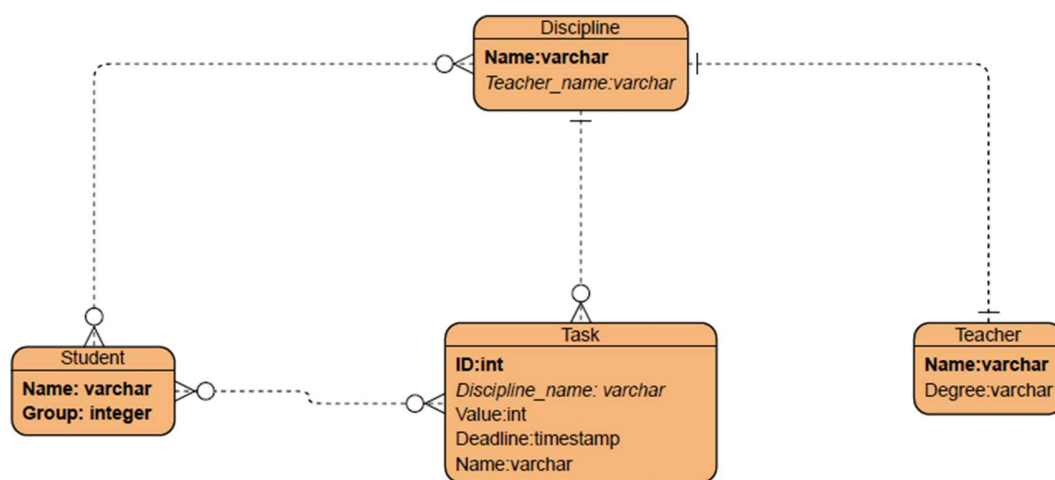 Discipline
Name:varchar
Teacher_name:varchar
Student
Name: varchar
Group: integer
Task
ID:int
Discipline_name: varchar
Value:int
Deadline:timestamp
Name:varchar
Teacher
Name:varchar
Degree:varchar